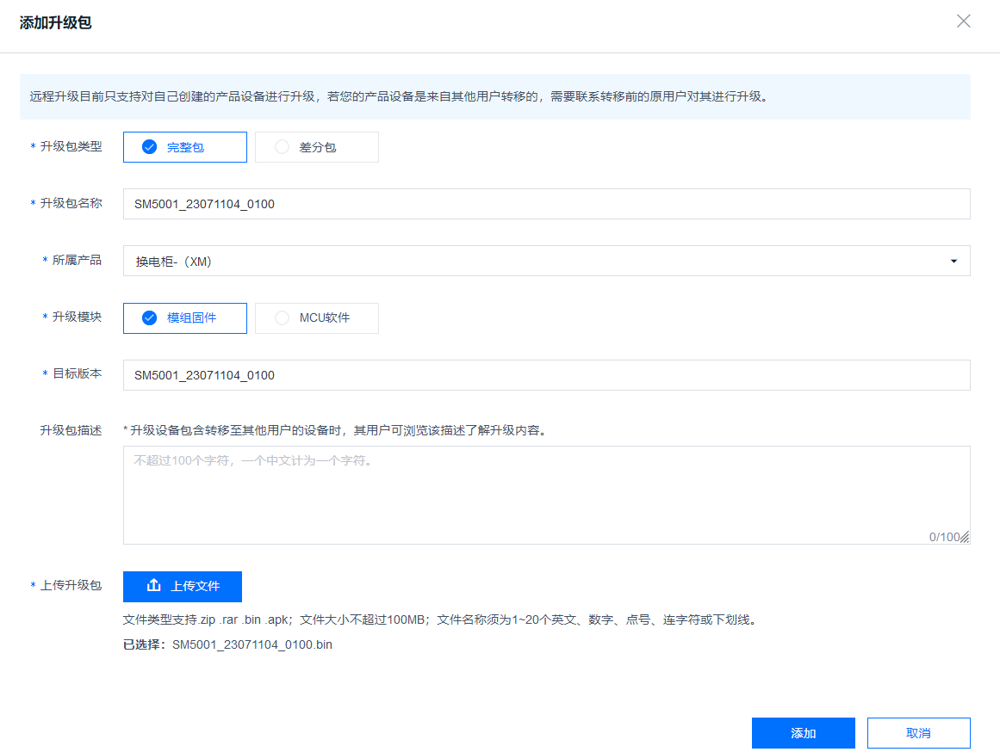 添加升级包
远程升级目前只支持对自己创建的产品设备进行升级，若您的产品设备是来自其他用户转移的，需要联系转移前的原用户对其进行升级。
* 升级包类型 完整包 差分包
* 升级包名称 SM5001_23071104_0100
* 所属产品 换电柜-（XM）
* 升级模块 模组固件 MCU软件
* 目标版本 SM5001_23071104_0100
升级包描述 * 升级设备包含转移至其他用户的设备时，其用户可浏览该描述了解升级内容。
不超过100个字符，一个中文计为一个字符。
0/100
* 上传升级包 上传文件
文件类型支持.zip .rar .bin .apk；文件大小不超过100MB；文件名称须为1~20个英文、数字、点号、连字符或下划线。
已选择：SM5001_23071104_0100.bin
添加 取消